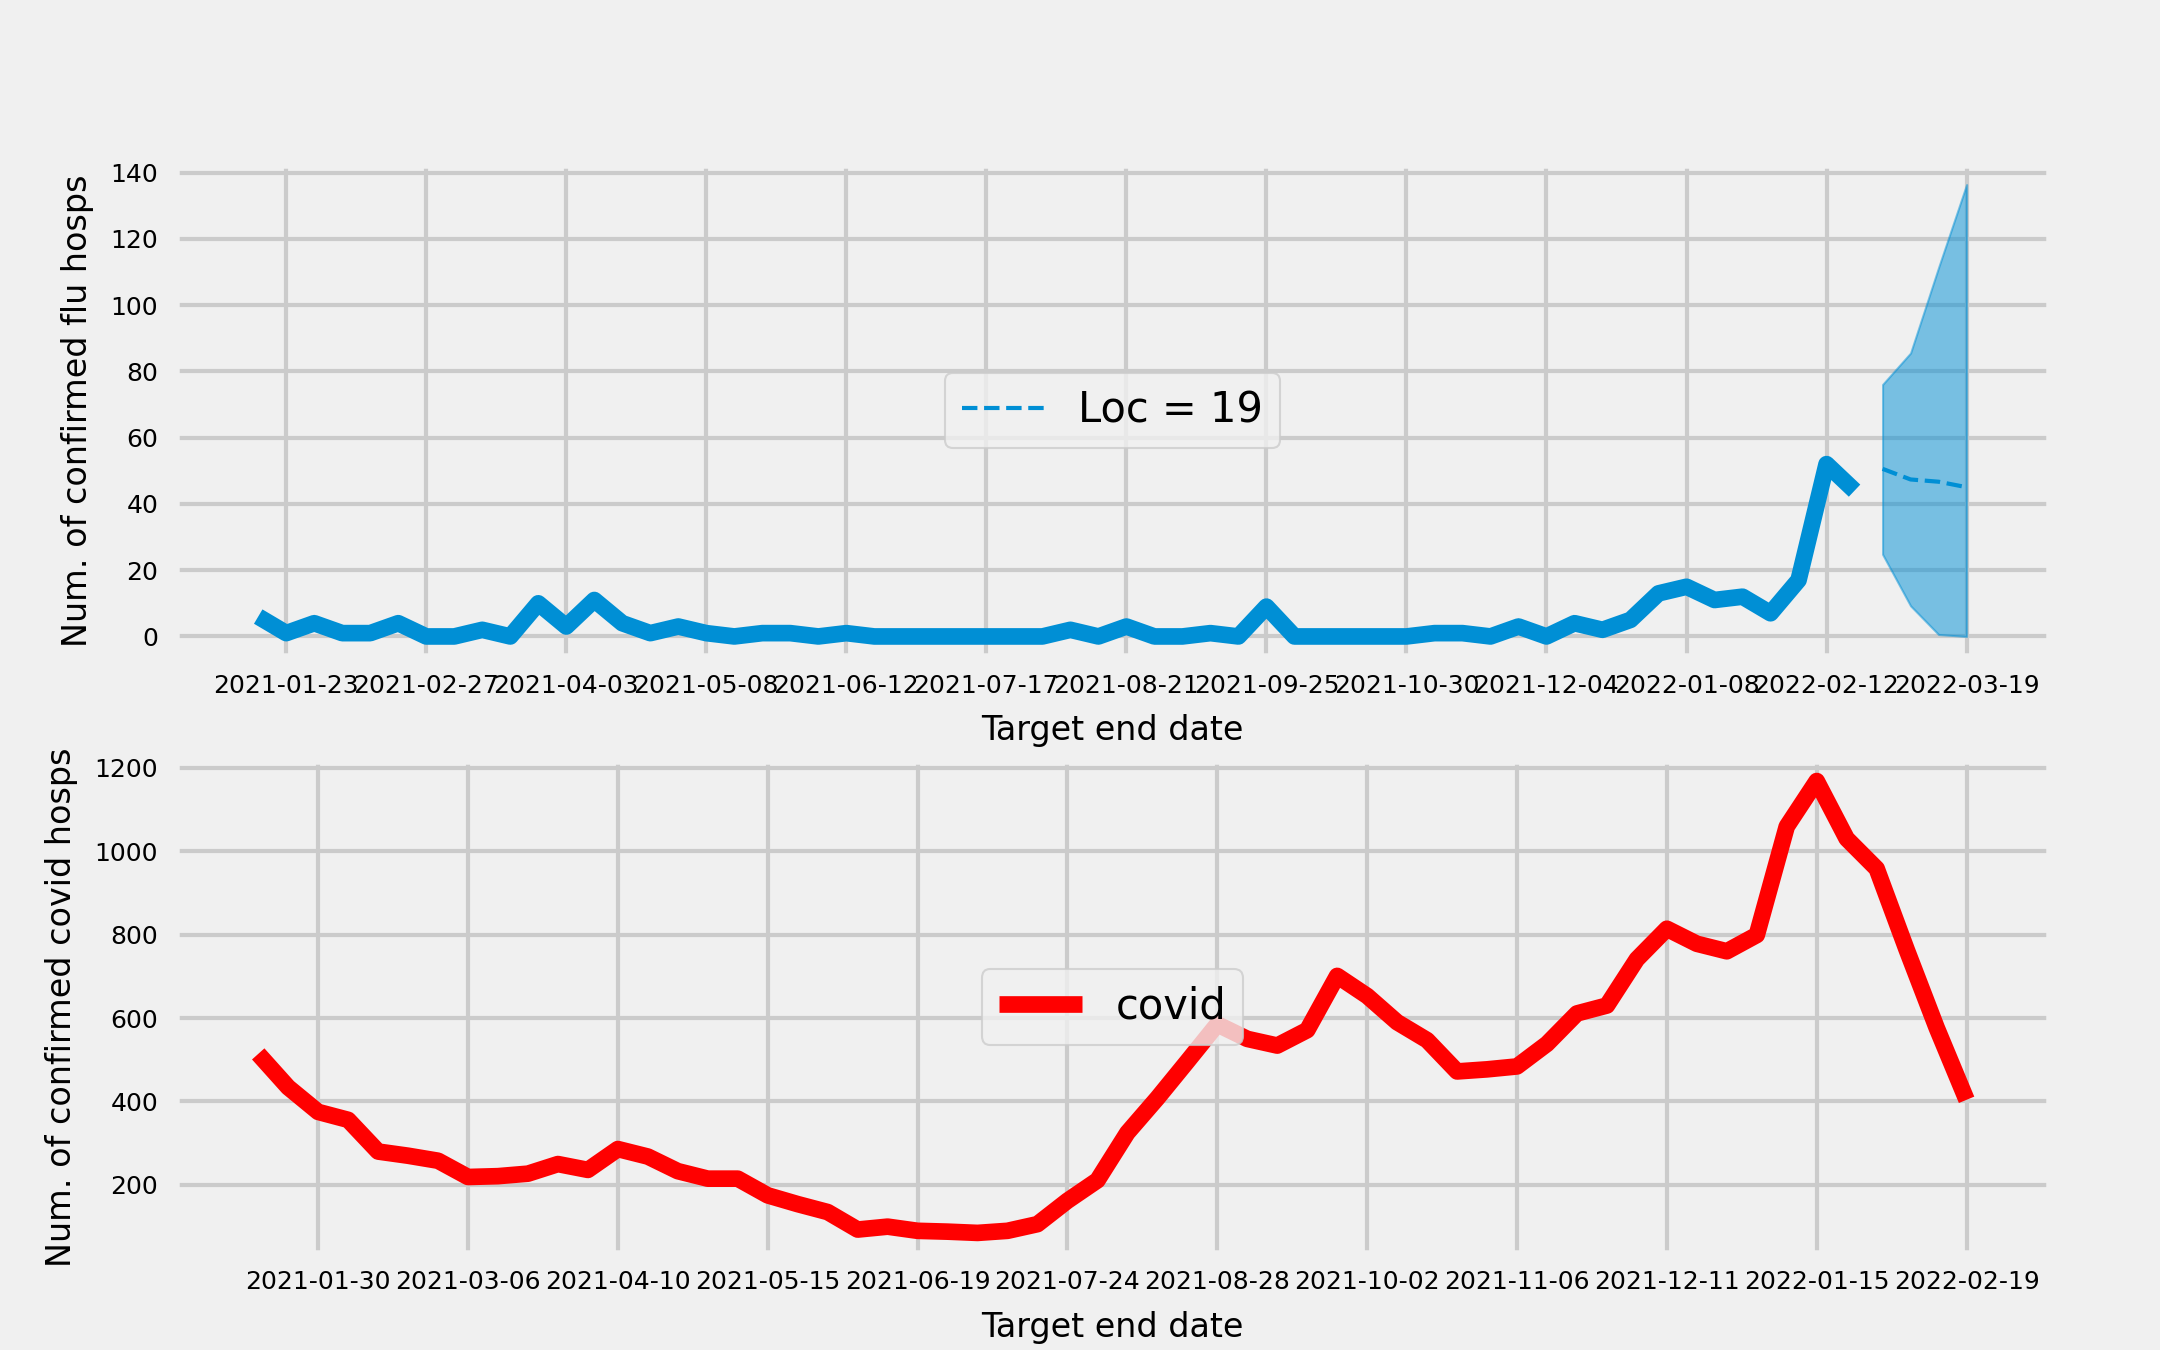 Num. of confirmed flu hosps
140
120
100
80
60
40
20
0
Loc = 19
2021-01-23 2021-02-27 2021-04-03 2021-05-08 2021-06-12 2021-07-17 2021-08-21 2021-09-25 2021-10-30 2021-12-04 2022-01-08 2022-02-12 2022-03-19
Target end date
Num. of confirmed covid hosps
1200
1000
800
600
400
200
covid
2021-01-30 2021-03-06 2021-04-10 2021-05-15 2021-06-19 2021-07-24 2021-08-28 2021-10-02 2021-11-06 2021-12-11 2022-01-15 2022-02-19
Target end date